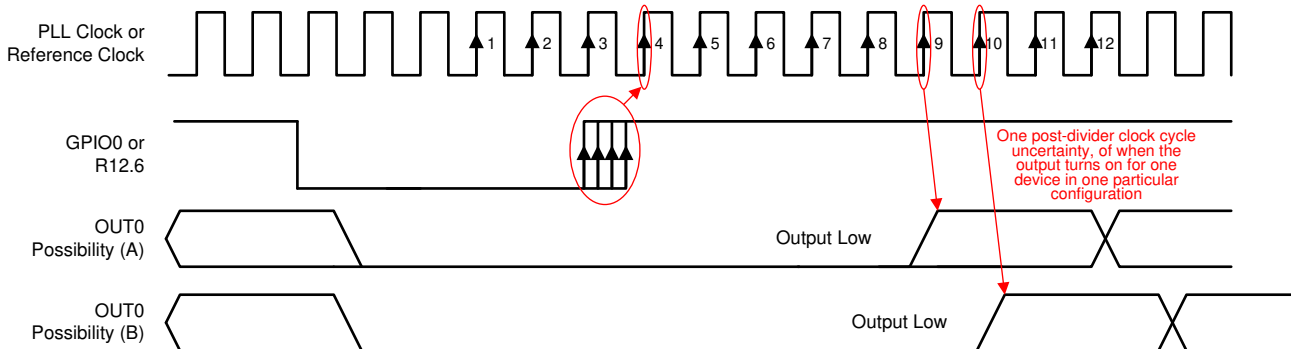 PLL Clock or
Reference Clock
1 2 3 4 5 6 7 8 9 10 11 12
GPIO0 or
R12.6
One post-divider clock cycle
uncertainty, of when the
output turns on for one
device in one particular
configuration
OUT0
Possibility (A)
Output Low
OUT0
Possibility (B)
Output Low